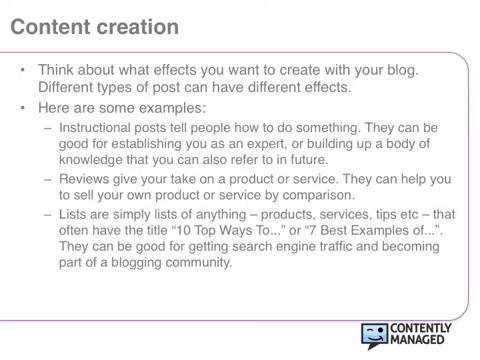 Content creation
• Think about what effects you want to create with your blog.
Different types of post can have different effects.
• Here are some examples:
– Instructional posts tell people how to do something. They can be
good for establishing you as an expert, or building up a body of
knowledge that you can also refer to in future.
– Reviews give your take on a product or service. They can help you
to sell your own product or service by comparison.
– Lists are simply lists of anything – products, services, tips etc – that
often have the title “10 Top Ways To...” or “7 Best Examples of...”.
They can be good for getting search engine traffic and becoming
part of a blogging community.
CONTENTLY
MANAGED